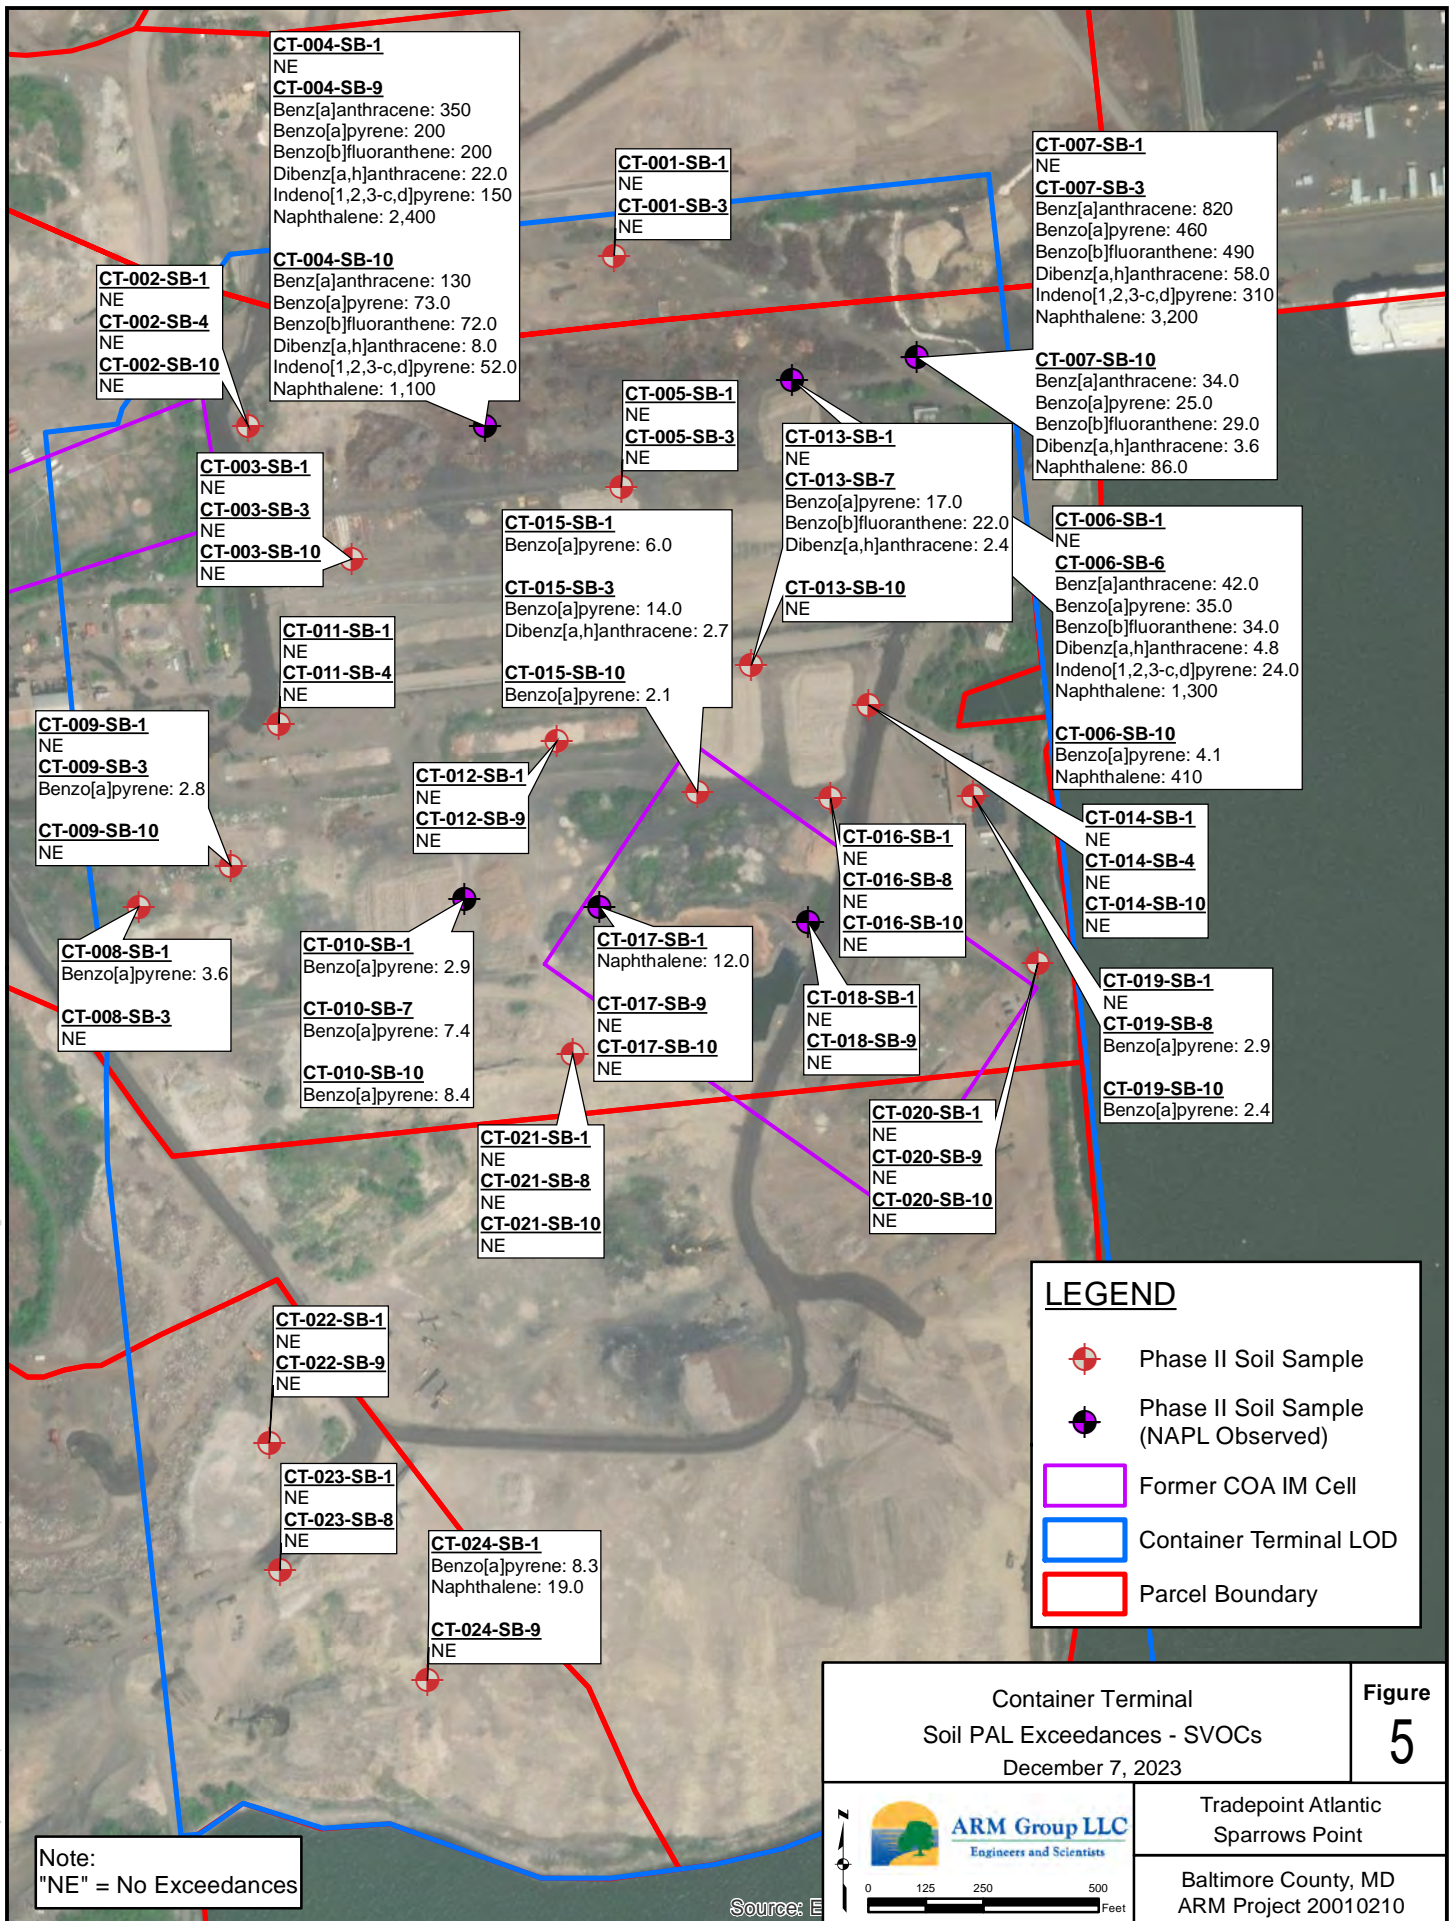 CT-004-SB-1
NE
CT-004-SB-9
Benz[a]anthracene: 350
Benzo[a]pyrene: 200
Benzo[b]fluoranthene: 200
Dibenz[a,h]anthracene: 22.0
Indeno[1,2,3-c,d]pyrene: 150
Naphthalene: 2,400
CT-004-SB-10
Benz[a]anthracene: 130
Benzo[a]pyrene: 73.0
Benzo[b]fluoranthene: 72.0
Dibenz[a,h]anthracene: 8.0
Indeno[1,2,3-c,d]pyrene: 52.0
Naphthalene: 1,100
CT-001-SB-1
NE
CT-001-SB-3
NE
CT-007-SB-1
NE
CT-007-SB-3
Benz[a]anthracene: 820
Benzo[a]pyrene: 460
Benzo[b]fluoranthene: 490
Dibenz[a,h]anthracene: 58.0
Indeno[1,2,3-c,d]pyrene: 310
Naphthalene: 3,200
CT-007-SB-10
Benz[a]anthracene: 34.0
Benzo[a]pyrene: 25.0
Benzo[b]fluoranthene: 29.0
Dibenz[a,h]anthracene: 3.6
Naphthalene: 86.0
CT-002-SB-1
NE
CT-002-SB-4
NE
CT-002-SB-10
NE
CT-005-SB-1
NE
CT-005-SB-3
NE
CT-013-SB-1
NE
CT-013-SB-7
Benzo[a]pyrene: 17.0
Benzo[b]fluoranthene: 22.0
Dibenz[a,h]anthracene: 2.4
CT-013-SB-10
NE
CT-003-SB-1
NE
CT-003-SB-3
NE
CT-003-SB-10
NE
CT-015-SB-1
Benzo[a]pyrene: 6.0
CT-015-SB-3
Benzo[a]pyrene: 14.0
Dibenz[a,h]anthracene: 2.7
CT-015-SB-10
Benzo[a]pyrene: 2.1
CT-006-SB-1
NE
CT-006-SB-6
Benz[a]anthracene: 42.0
Benzo[a]pyrene: 35.0
Benzo[b]fluoranthene: 34.0
Dibenz[a,h]anthracene: 4.8
Indeno[1,2,3-c,d]pyrene: 24.0
Naphthalene: 1,300
CT-006-SB-10
Benzo[a]pyrene: 4.1
Naphthalene: 410
CT-011-SB-1
NE
CT-011-SB-4
NE
CT-009-SB-1
NE
CT-009-SB-3
Benzo[a]pyrene: 2.8
CT-009-SB-10
NE
CT-012-SB-1
NE
CT-012-SB-9
NE
CT-016-SB-1
NE
CT-016-SB-8
NE
CT-016-SB-10
NE
CT-014-SB-1
NE
CT-014-SB-4
NE
CT-014-SB-10
NE
CT-008-SB-1
Benzo[a]pyrene: 3.6
CT-008-SB-3
NE
CT-010-SB-1
Benzo[a]pyrene: 2.9
CT-010-SB-7
Benzo[a]pyrene: 7.4
CT-010-SB-10
Benzo[a]pyrene: 8.4
CT-017-SB-1
Naphthalene: 12.0
CT-017-SB-9
NE
CT-017-SB-10
NE
CT-018-SB-1
NE
CT-018-SB-9
NE
CT-019-SB-1
NE
CT-019-SB-8
Benzo[a]pyrene: 2.9
CT-019-SB-10
Benzo[a]pyrene: 2.4
CT-020-SB-1
NE
CT-020-SB-9
NE
CT-020-SB-10
NE
CT-021-SB-1
NE
CT-021-SB-8
NE
CT-021-SB-10
NE
CT-022-SB-1
NE
CT-022-SB-9
NE
CT-023-SB-1
NE
CT-023-SB-8
NE
CT-024-SB-1
Benzo[a]pyrene: 8.3
Naphthalene: 19.0
CT-024-SB-9
NE
LEGEND
Phase II Soil Sample
Phase II Soil Sample
(NAPL Observed)
Former COA IM Cell
Container Terminal LOD
Parcel Boundary
Container Terminal
Soil PAL Exceedances - SVOCs
December 7, 2023
Figure
5
N
ARM Group LLC
Engineers and Scientists
0 125 250 500
Feet
Tradepoint Atlantic
Sparrows Point
Baltimore County, MD
ARM Project 20010210
Note:
"NE" = No Exceedances
Source: E